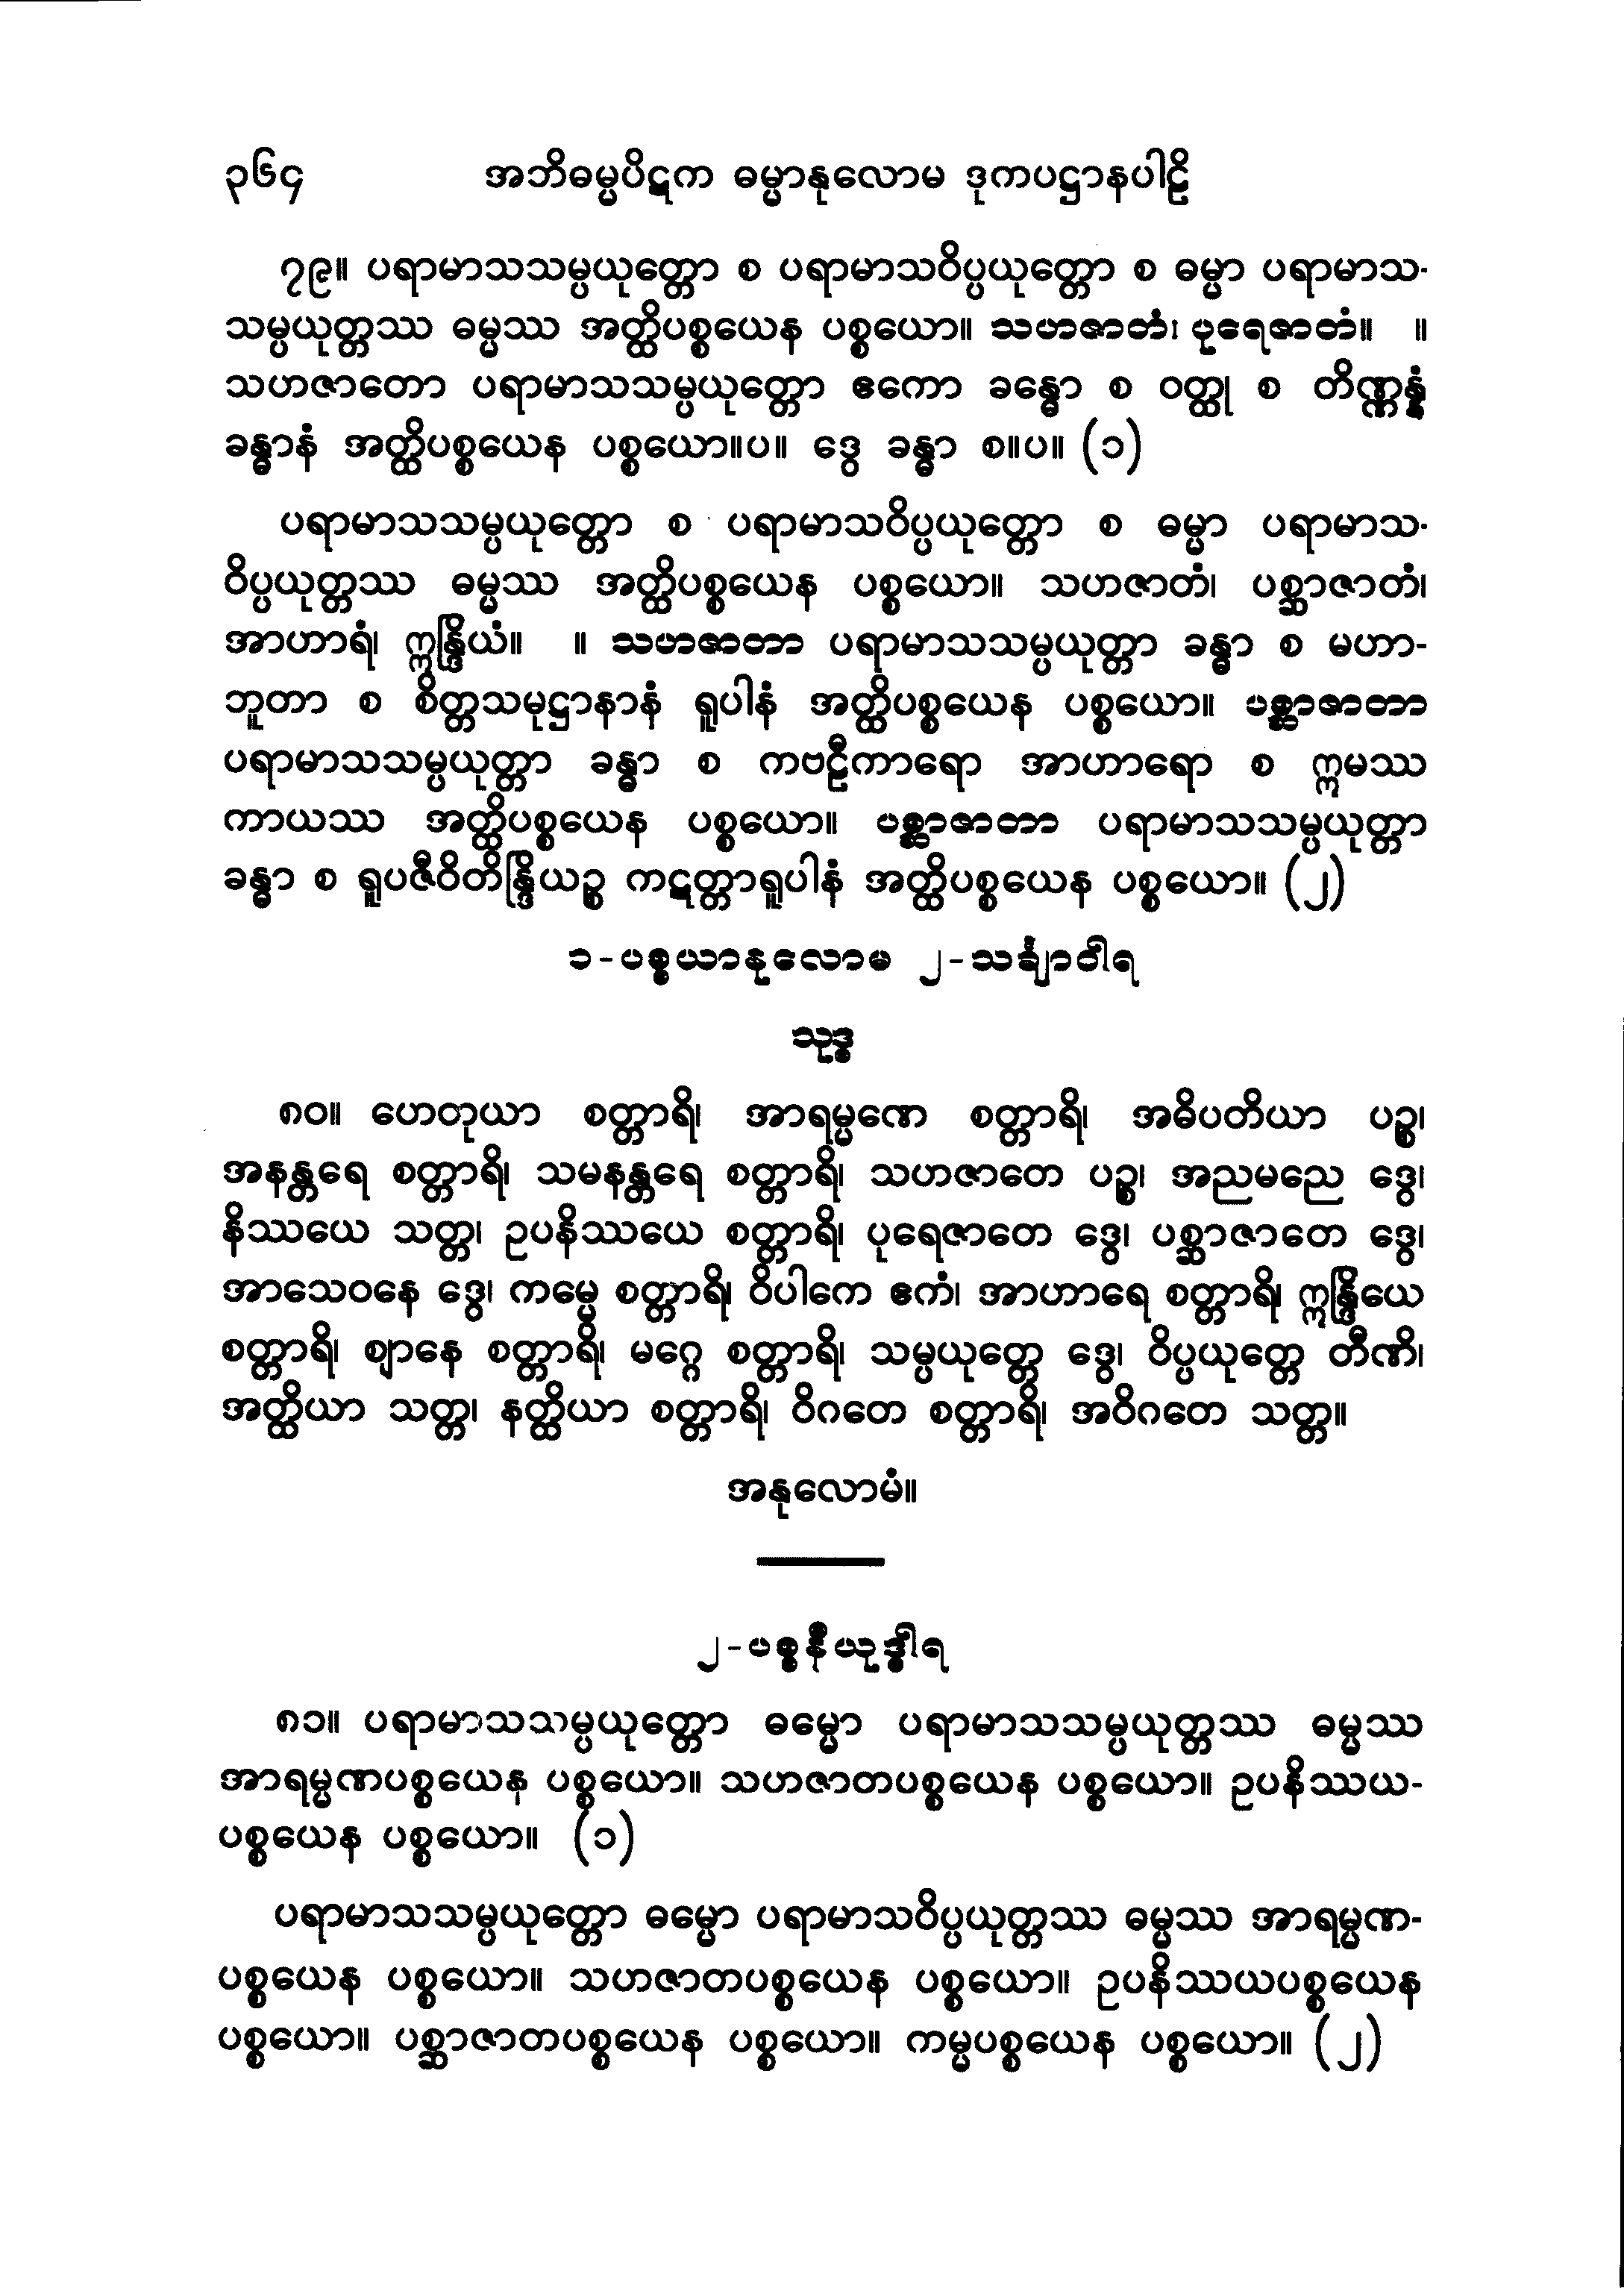 ၃၆၄ အဘိဓမ္မပိဋက ဓမ္မာနုလောမ ဒုကပဋ္ဌာနပါဠိ
၇၉။ ပရာမာသသမ္ပယုတ္တော စ ပရာမာသဝိပ္ပယုတ္တော စ ဓမ္မာ ပရာမာသ-
သမ္ပယုတ္တဿ ဓမ္မဿ အတ္ထိပစ္စယေန ပစ္စယော။ သဟဇာတံ၊ ပုရေဇာတံ။ ။
သဟဇာတော ပရာမာသသမ္ပယုတ္တော ဧကော ခန္ဓော စ ဝတ္ထု စ တိဏ္ဏန္နံ
ခန္ဓာနံ အတ္ထိပစ္စယေန ပစ္စယော။ပ။ ဒွေ ခန္ဓာ စ။ပ။ (၁)
ပရာမာသသမ္ပယုတ္တော စ ပရာမာသဝိပ္ပယုတ္တော စ ဓမ္မာ ပရာမာသ-
ဝိပ္ပယုတ္တဿ ဓမ္မဿ အတ္ထိပစ္စယေန ပစ္စယော။ သဟဇာတံ၊ ပစ္ဆာဇာတံ၊
အာဟာရံ၊ ဣန္ဒြိယံ။ ။ သဟဇာတာ ပရာမာသသမ္ပယုတ္တာ ခန္ဓာ စ မဟာ-
ဘူတာ စ စိတ္တသမုဋ္ဌာနာနံ ရူပါနံ အတ္ထိပစ္စယေန ပစ္စယော။ ပစ္ဆာဇာတာ
ပရာမာသသမ္ပယုတ္တာ ခန္ဓာ စ ကဗဠီကာရော အာဟာရော စ ဣမဿ
ကာယဿ အတ္ထိပစ္စယေန ပစ္စယော။ ပစ္ဆာဇာတာ ပရာမာသသမ္ပယုတ္တာ
ခန္ဓာ စ ရူပဇီဝိတိန္ဒြိယဉ္စ ကဋတ္တာရူပါနံ အတ္ထိပစ္စယေန ပစ္စယော။ (၂)
၁-ပစ္စယာနုလောမ ၂-သင်္ချာဝါရ
သုဒ္ဓ
၈၀။ ဟေတုယာ စတ္တာရိ၊ အာရမ္မဏေ စတ္တာရိ၊ အဓိပတိယာ ပဉ္စ၊
အနန္တရေ စတ္တာရိ၊ သမနန္တရေ စတ္တာရိ၊ သဟဇာတေ ပဉ္စ၊ အညမညေ ဒွေ၊
နိဿယေ သတ္တ၊ ဥပနိဿယေ စတ္တာရိ၊ ပုရေဇာတေ ဒွေ၊ ပစ္ဆာဇာတေ ဒွေ၊
အာသေဝနေ ဒွေ၊ ကမ္မေ စတ္တာရိ၊ ဝိပါကေ ဧကံ၊ အာဟာရေ စတ္တာရိ၊ ဣန္ဒြိယေ
စတ္တာရိ၊ ဈာနေ စတ္တာရိ၊ မဂ္ဂေ စတ္တာရိ၊ သမ္ပယုတ္တေ ဒွေ၊ ဝိပ္ပယုတ္တေ တီဏိ၊
အတ္ထိယာ သတ္တ၊ နတ္ထိယာ စတ္တာရိ၊ ဝိဂတေ စတ္တာရိ၊ အဝိဂတေ သတ္တ။
အနုလောမံ။
၂-ပစ္စနီယုဒ္ဓါရ
၈၁။ ပရာမာသသမ္ပယုတ္တော ဓမ္မော ပရာမာသသမ္ပယုတ္တဿ ဓမ္မဿ
အာရမ္မဏပစ္စယေန ပစ္စယော။ သဟဇာတပစ္စယေန ပစ္စယော။ ဥပနိဿယ-
ပစ္စယေန ပစ္စယော။ (၁)
ပရာမာသသမ္ပယုတ္တော ဓမ္မော ပရာမာသဝိပ္ပယုတ္တဿ ဓမ္မဿ အာရမ္မဏ-
ပစ္စယေန ပစ္စယော။ သဟဇာတပစ္စယေန ပစ္စယော။ ဥပနိဿယပစ္စယေန
ပစ္စယော။ ပစ္ဆာဇာတပစ္စယေန ပစ္စယော။ ကမ္မပစ္စယေန ပစ္စယော။ (၂)